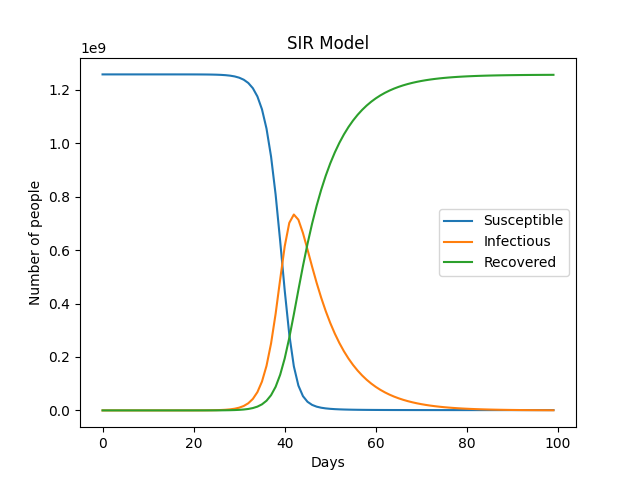 SIR Model
1e9
1.2
1.0
0.8
0.6
0.4
0.2
0.0
Number of people
Susceptible
Infectious
Recovered
0 20 40 60 80 100
Days